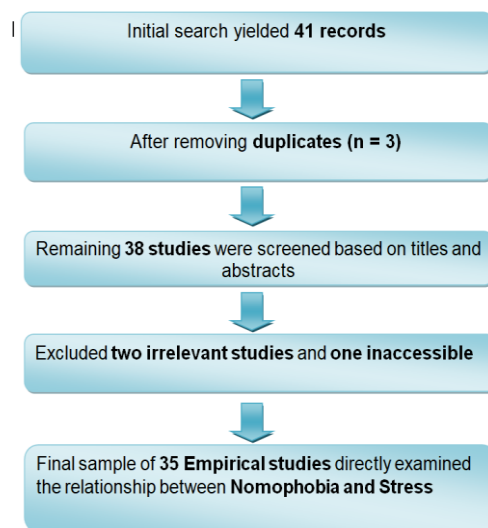 Initial search yielded 41 records
After removing duplicates (n = 3)
Remaining 38 studies were screened based on titles and
abstracts
Excluded two irrelevant studies and one inaccessible
Final sample of 35 Empirical studies directly examined
the relationship between Nomophobia and Stress